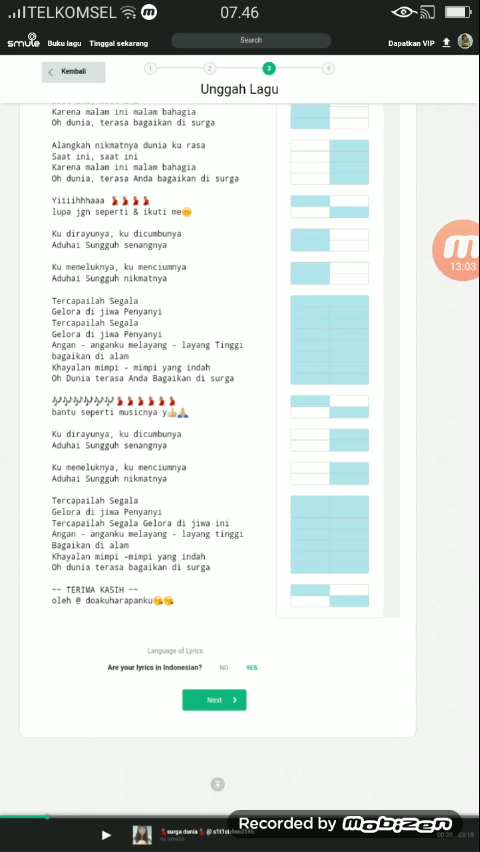 TELKOMSEL
07.46
smule
Buku lagu
Tinggal sekarang
Search
Dapatkan VIP
Kembali
1
2
3
4
Unggah Lagu
Karena malam ini malam bahagia
Oh dunia, terasa bagaikan di surga
Alangkah nikmatnya dunia ku rasa
Saat ini, saat ini
Karena malam ini malam bahagia
Oh dunia, terasa Anda bagaikan di surga
Yiiiihhhaaa 💃💃💃💃
lupa jgn seperti & ikuti me😊
Ku dirayunya, ku dicumbunya
Aduhai Sungguh senangnya
Ku memeluknya, ku menciumnya
Aduhai Sungguh nikmatnya
Tercapailah Segala
Gelora di jiwa Penyanyi
Tercapailah Segala
Gelora di jiwa Penyanyi
Angan - anganku melayang - layang Tinggi
bagaikan di alam
Khayalan mimpi - mimpi yang indah
Oh Dunia terasa Anda Bagaikan di surga
🎶🎶🎶🎶🎶🎶💃💃💃💃💃💃
bantu seperti musicnya y👍🙏
Ku dirayunya, ku dicumbunya
Aduhai Sungguh senangnya
Ku memeluknya, ku menciumnya
Aduhai Sungguh nikmatnya
Tercapailah Segala
Gelora di jiwa Penyanyi
Tercapailah Segala Gelora di jiwa ini
Angan - anganku melayang - layang tinggi
Bagaikan di alam
Khayalan mimpi -mimpi yang indah
Oh dunia terasa bagaikan di surga
~~ TERIMA KASIH ~~
oleh @ doakuharapanku😘😘
13:03
Language of Lyrics
Are your lyrics in Indonesian?
NO
YES
Next
💃surga dunia💃@
Recorded by MOBIZEN